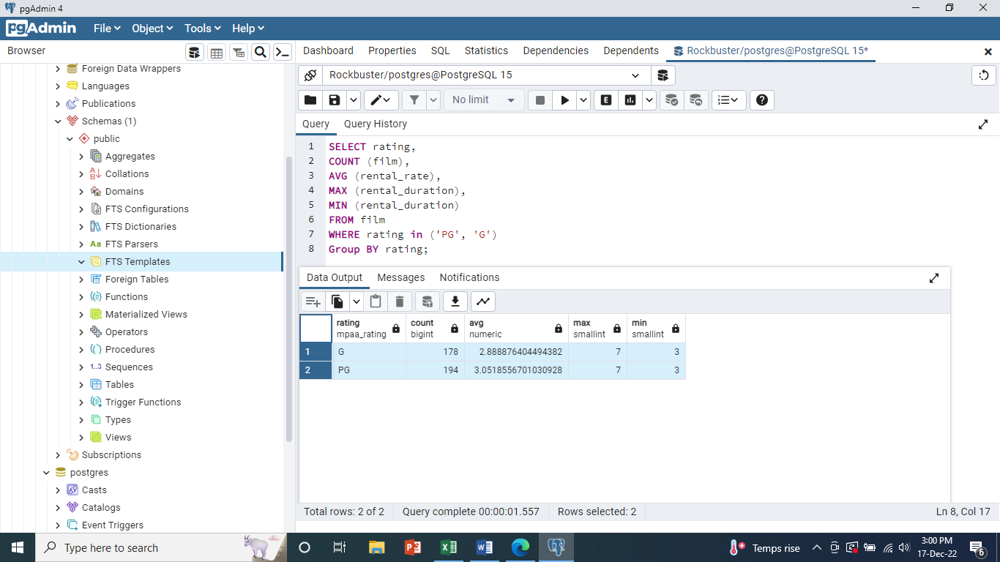 pgAdmin 4
pgAdmin File Object Tools Help
Browser
Dashboard Properties SQL Statistics Dependencies Dependents Rockbuster/postgres@PostgreSQL 15*
Foreign Data Wrappers
Languages
Publications
Schemas (1)
public
Aggregates
Collations
Domains
FTS Configurations
FTS Dictionaries
Aa FTS Parsers
FTS Templates
Foreign Tables
Functions
Materialized Views
Operators
Procedures
1..3 Sequences
Tables
Trigger Functions
Types
Views
Subscriptions
postgres
Casts
Catalogs
Event Triggers
Rockbuster/postgres@PostgreSQL 15
No limit E
Query Query History
1 SELECT rating,
2 COUNT (film),
3 AVG (rental_rate),
4 MAX (rental_duration),
5 MIN (rental_duration)
6 FROM film
7 WHERE rating in ('PG', 'G')
8 Group BY rating;
Data Output Messages Notifications
rating count avg max min
mpaa_rating bigint numeric smallint smallint
1 G 178 2.888876404494382 7 3
2 PG 194 3.0518556701030928 7 3
Total rows: 2 of 2 Query complete 00:00:01.557 Rows selected: 2 Ln 8, Col 17
Type here to search
Temps rise
3:00 PM
17-Dec-22
6